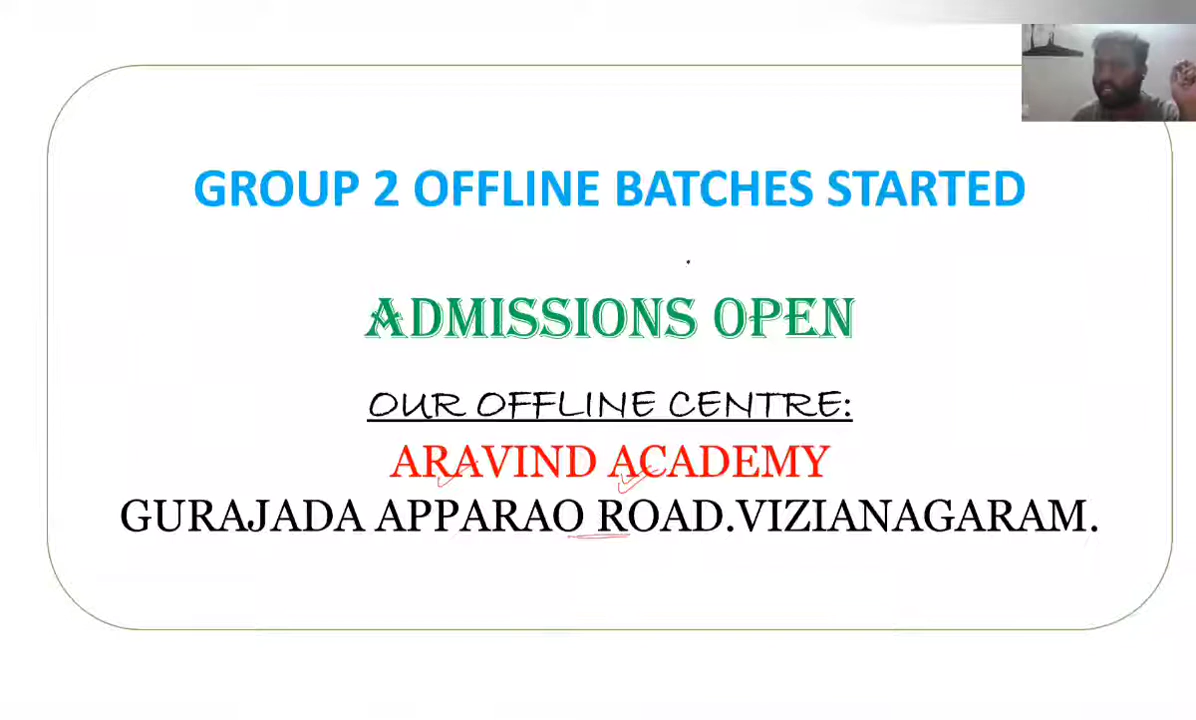 GROUP 2 OFFLINE BATCHES STARTED
ADMISSIONS OPEN
OUR OFFLINE CENTRE:
ARAVIND ACADEMY
GURAJADA APPARAO ROAD.VIZIANAGARAM.